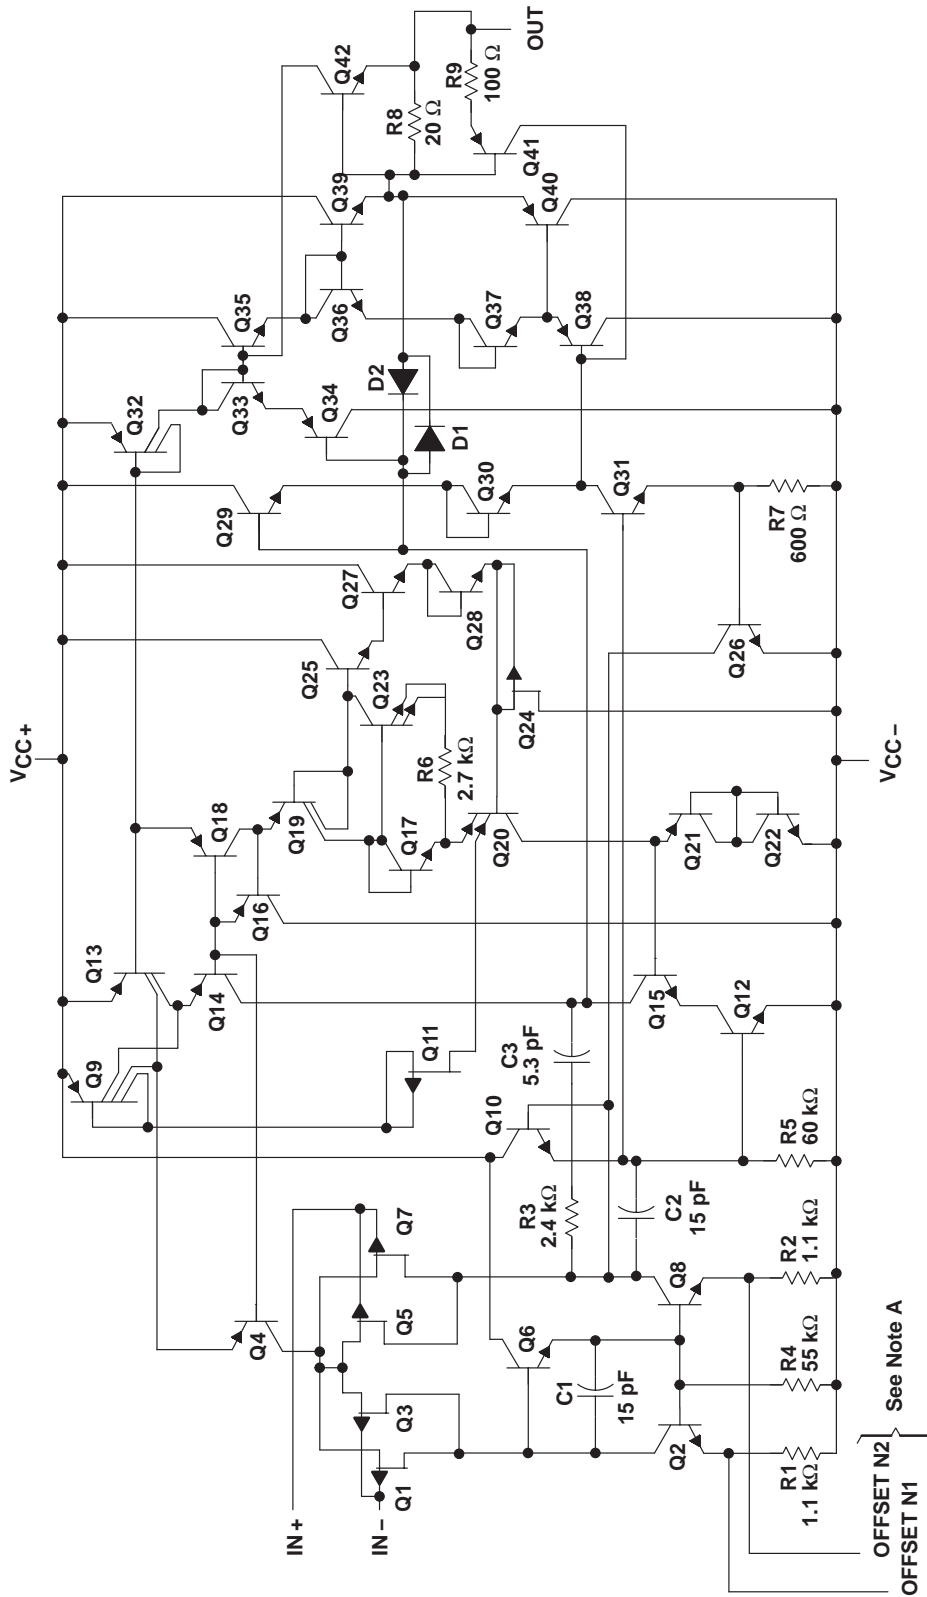 VCC+
Q9
Q13
Q32
Q18
Q14
Q16
Q19
Q4
Q11
Q25
Q23
Q27
Q29
Q33
Q35
Q34
Q36
Q39
Q42
IN+
IN−
Q7
Q5
Q3
Q1
Q6
Q10
C3
5.3 pF
R3
2.4 kΩ
Q17
R6
2.7 kΩ
Q20
Q28
Q24
Q30
D2
D1
Q37
Q38
Q40
Q41
R8
20 Ω
R9
100 Ω
OUT
C1
15 pF
C2
15 pF
Q2
Q8
Q15
Q12
Q21
Q22
Q26
Q31
R1
1.1 kΩ
R4
55 kΩ
R2
1.1 kΩ
R5
60 kΩ
R7
600 Ω
VCC−
OFFSET N2
OFFSET N1
See Note A